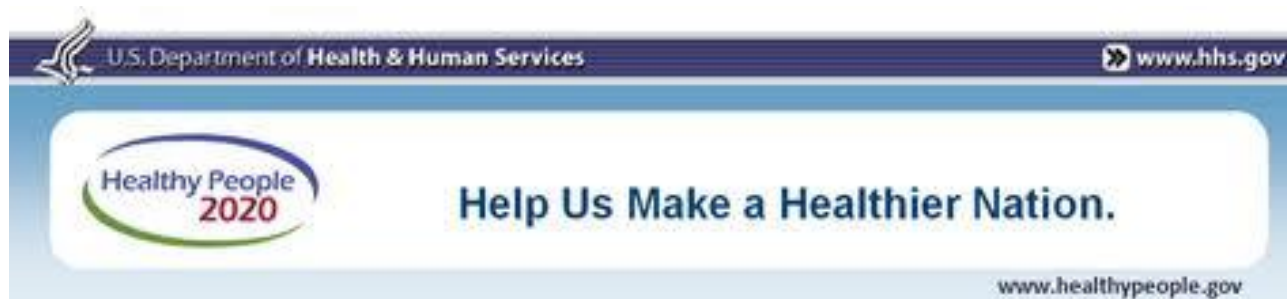 U.S. Department of Health & Human Services
www.hhs.gov
Healthy People
2020
Help Us Make a Healthier Nation.
www.healthypeople.gov